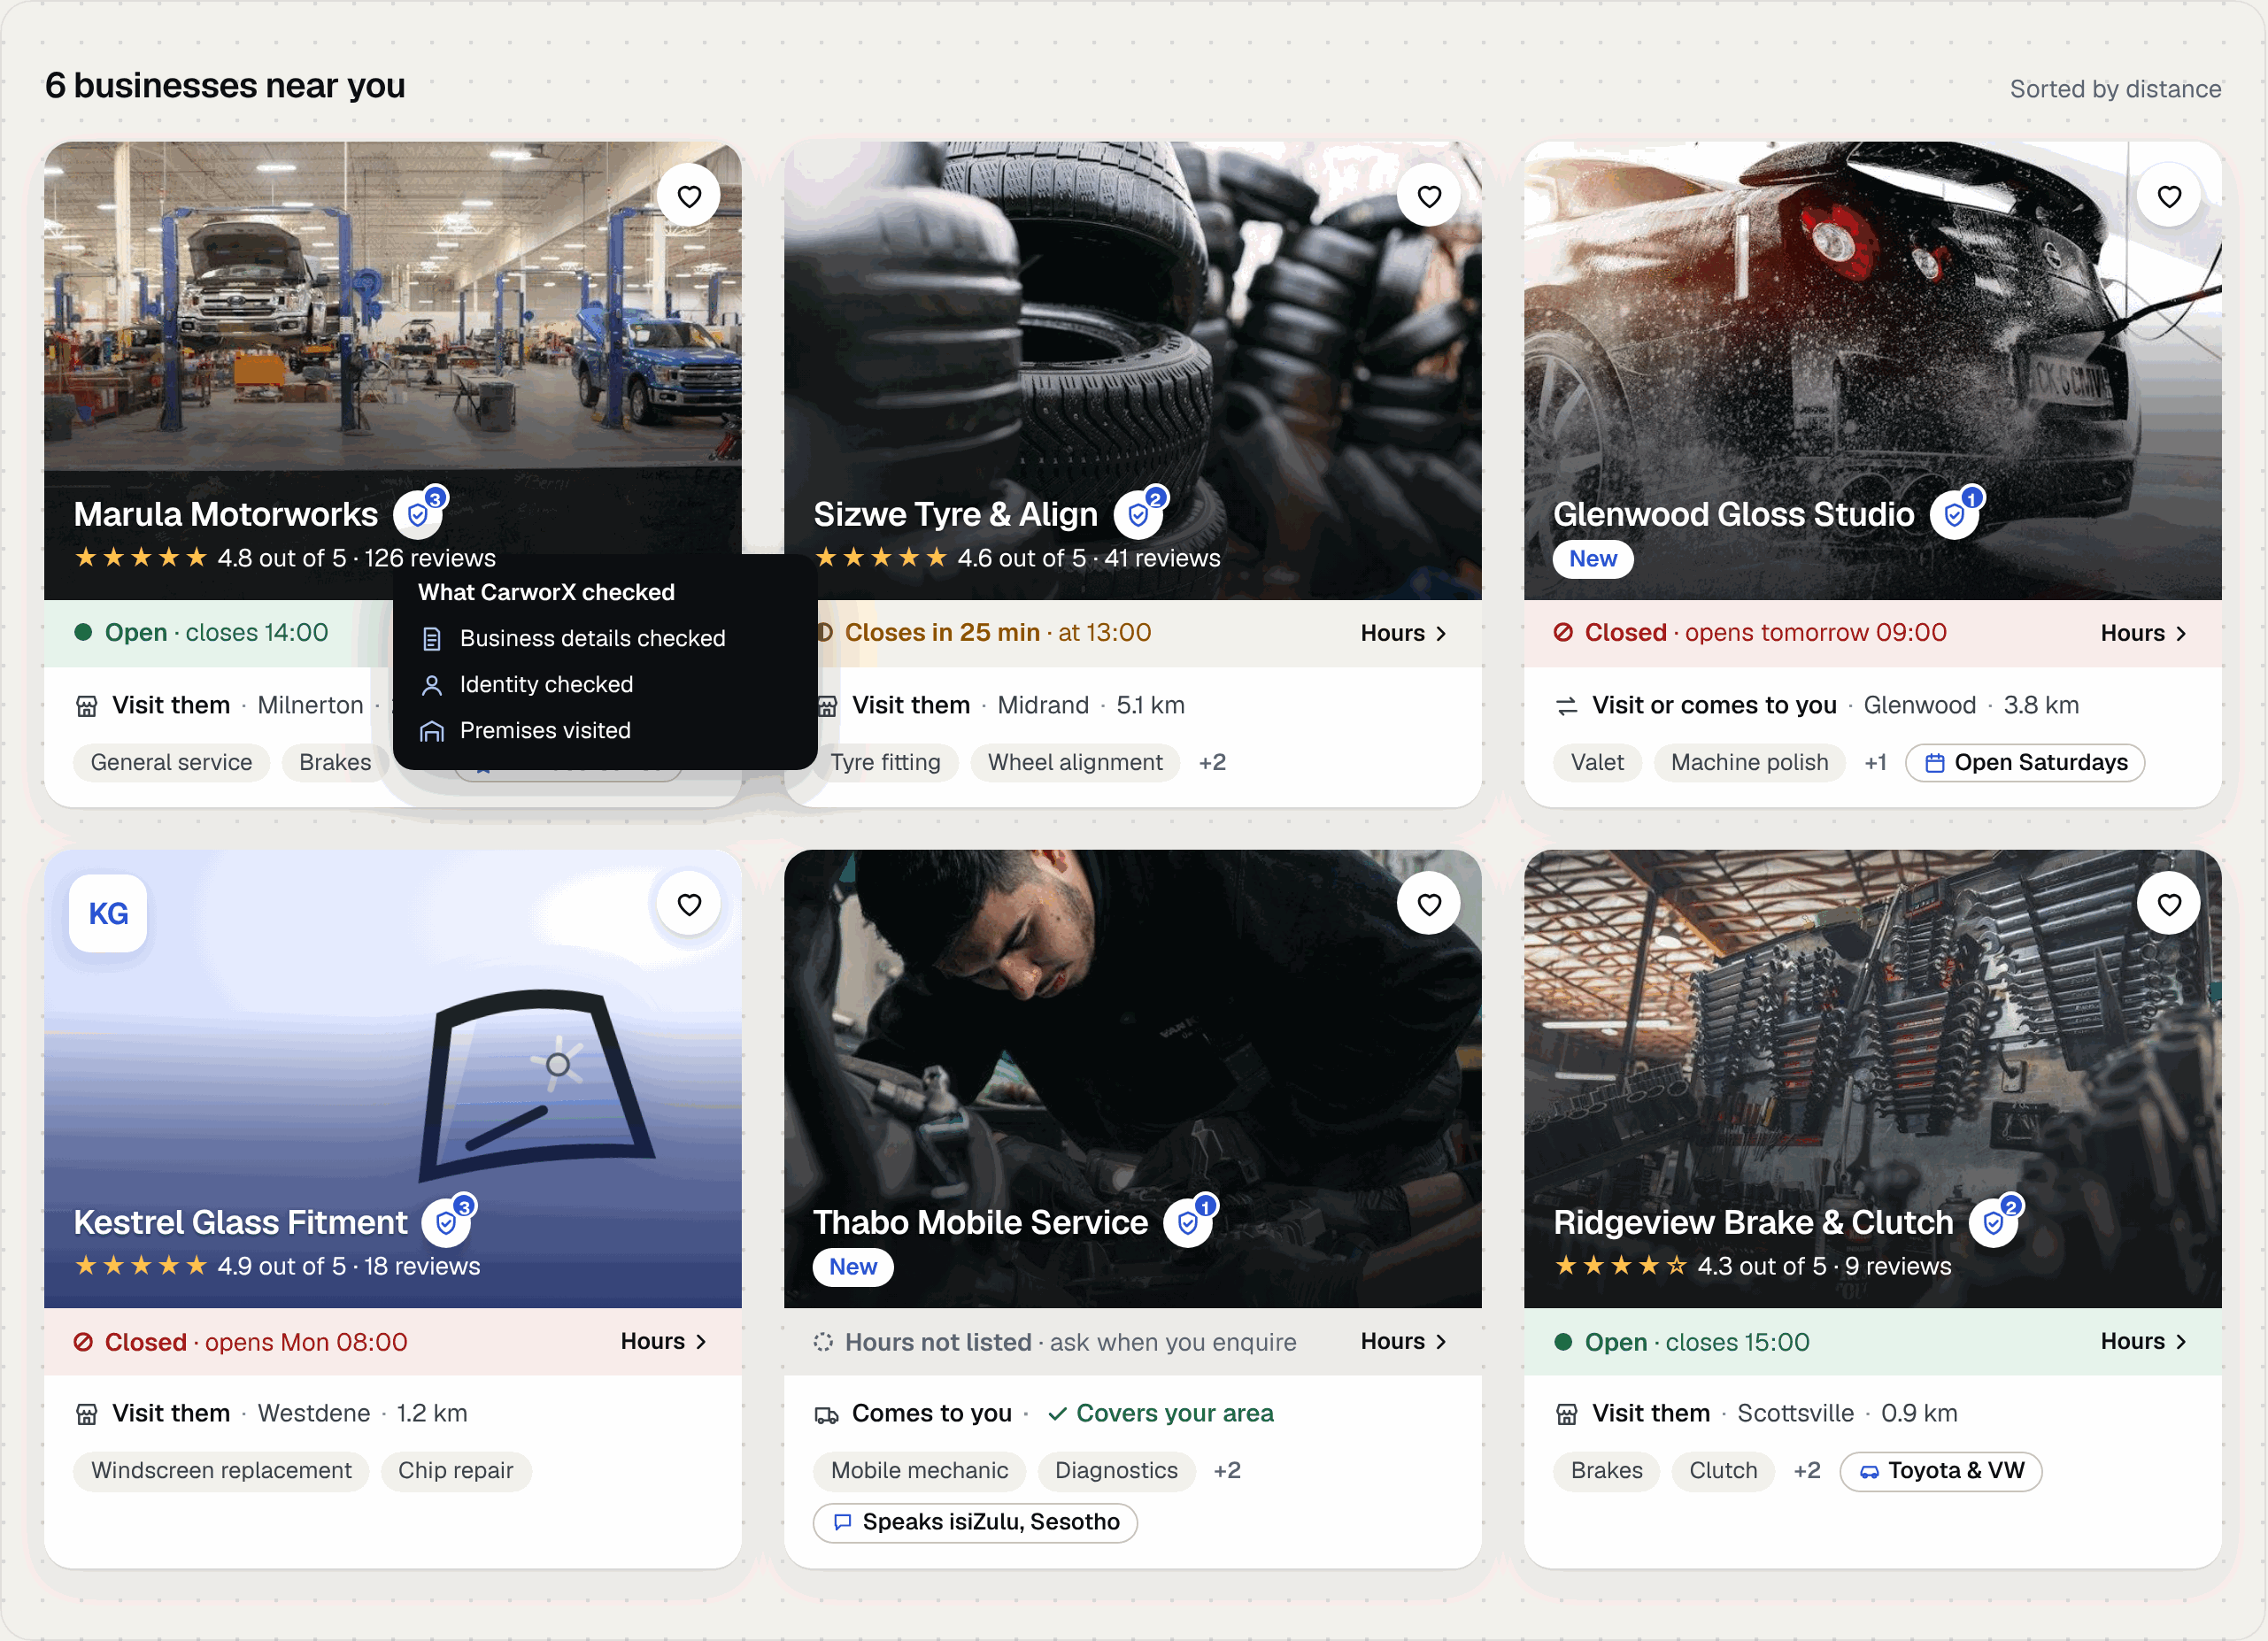 6 businesses near you
Sorted by distance
Marula Motorworks 3
★★★★★ 4.8 out of 5 · 126 reviews
Open · closes 14:00
Visit them · Milnerton ·
General service Brakes
What CarworX checked
Business details checked
Identity checked
Premises visited
Sizwe Tyre & Align 2
★★★★★ 4.6 out of 5 · 41 reviews
Closes in 25 min · at 13:00 Hours
Visit them · Midrand · 5.1 km
Tyre fitting Wheel alignment +2
Glenwood Gloss Studio 1
New
Closed · opens tomorrow 09:00 Hours
Visit or comes to you · Glenwood · 3.8 km
Valet Machine polish +1 Open Saturdays
KG
Kestrel Glass Fitment 3
★★★★★ 4.9 out of 5 · 18 reviews
Closed · opens Mon 08:00 Hours
Visit them · Westdene · 1.2 km
Windscreen replacement Chip repair
Thabo Mobile Service 1
New
Hours not listed · ask when you enquire Hours
Comes to you · Covers your area
Mobile mechanic Diagnostics +2
Speaks isiZulu, Sesotho
Ridgeview Brake & Clutch 2
★★★★☆ 4.3 out of 5 · 9 reviews
Open · closes 15:00 Hours
Visit them · Scottsville · 0.9 km
Brakes Clutch +2 Toyota & VW